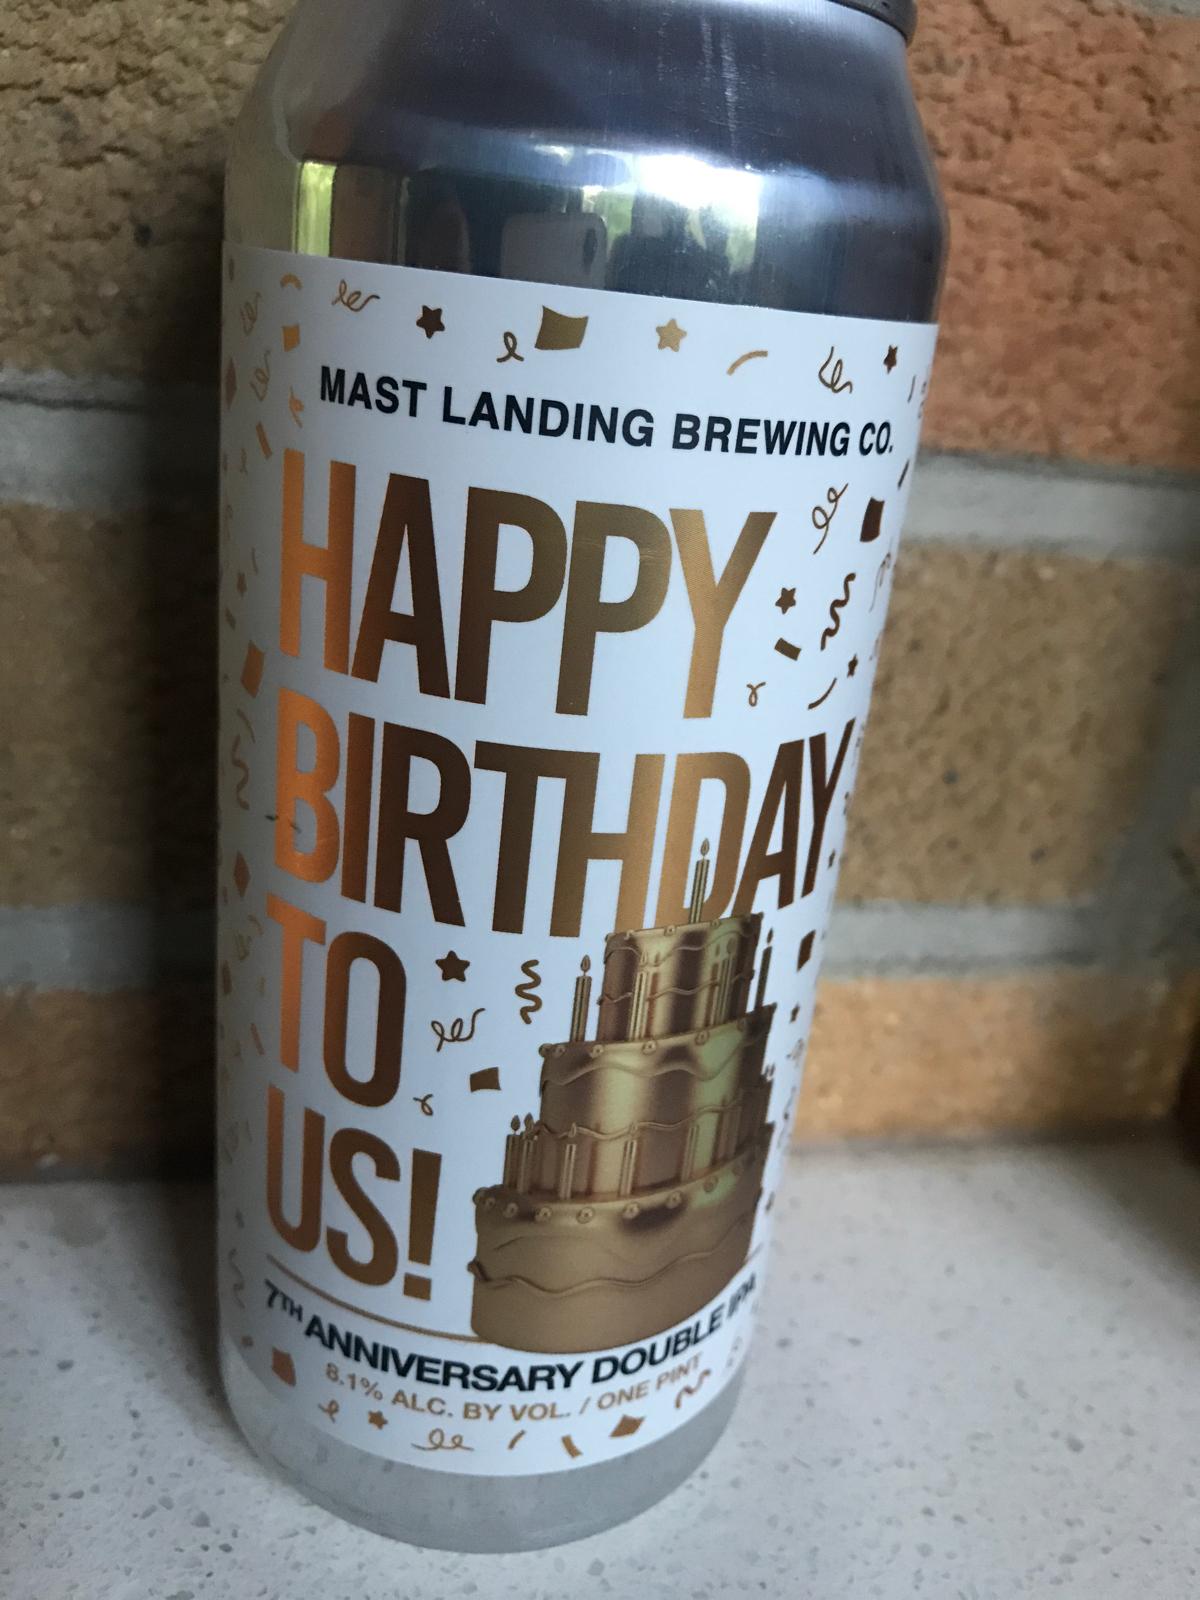 MAST LANDING BREWING CO.
HAPPY
BIRTHDAY
TO
US!
7TH ANNIVERSARY DOUBLE IPA
8.1% ALC. BY VOL. / ONE PINT